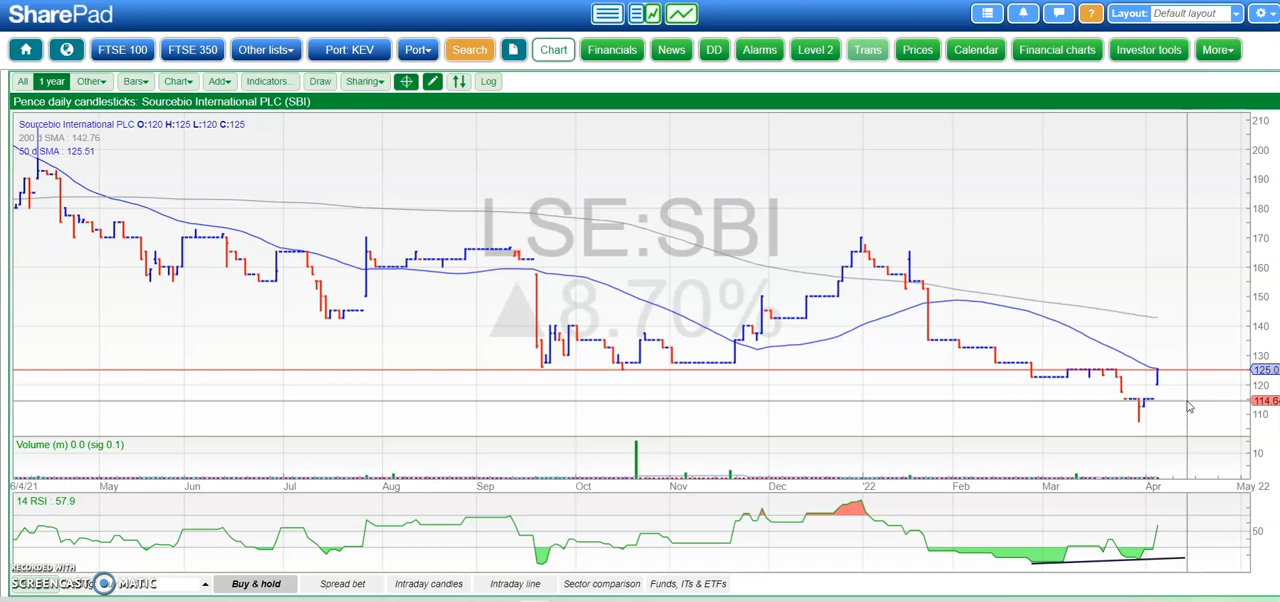 SharePad
Layout: Default layout
FTSE 100 FTSE 350 Other lists Port: KEV Port Search Chart Financials News DD Alarms Level 2 Trans Prices Calendar Financial charts Investor tools More
All 1 year Other Bars Chart Add Indicators... Draw Sharing Log
Pence daily candlesticks: Sourcebio International PLC (SBI)
Sourcebio International PLC O:120 H:125 L:120 C:125
200 d SMA : 142.76
50 d SMA : 125.51
LSE:SBI
▲8.70%
210
200
190
180
170
160
150
140
130
125.0
120
114.6
110
Volume (m) 0.0 (sig 0.1)
10
6/4/21 May Jun Jul Aug Sep Oct Nov Dec '22 Feb Mar Apr May 22
14 RSI : 57.9
50
RECORDED WITH
SCREENCAST MATIC
Buy & hold Spread bet Intraday candles Intraday line Sector comparison Funds, ITs & ETFs